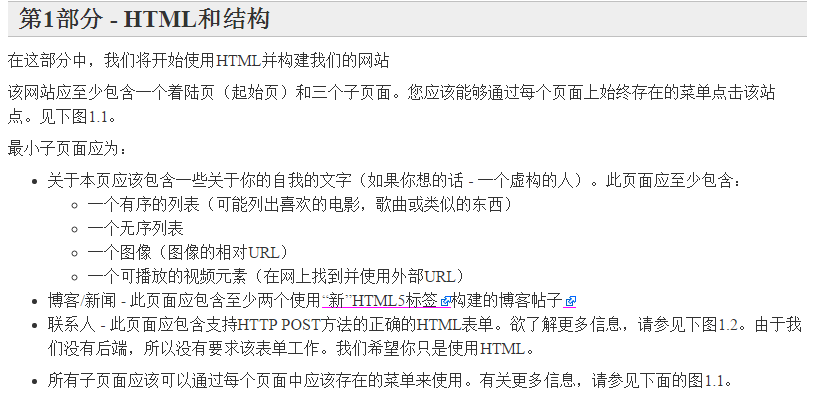 第1部分 - HTML和结构
在这部分中，我们将开始使用HTML并构建我们的网站
该网站应至少包含一个着陆页（起始页）和三个子页面。您应该能够通过每个页面上始终存在的菜单点击该站
点。见下图1.1。
最小子页面应为：
关于本页应该包含一些关于你的自我的文字（如果你想的话 - 一个虚构的人）。此页面应至少包含：
一个有序的列表（可能列出喜欢的电影，歌曲或类似的东西）
一个无序列表
一个图像（图像的相对URL）
一个可播放的视频元素（在网上找到并使用外部URL）
博客/新闻 - 此页面应包含至少两个使用“新”HTML5标签构建的博客帖子
联系人 - 此页面应包含支持HTTP POST方法的正确的HTML表单。欲了解更多信息，请参见下图1.2。由于我
们没有后端，所以没有要求该表单工作。我们希望你只是使用HTML。
所有子页面应该可以通过每个页面中应该存在的菜单来使用。有关更多信息，请参见下面的图1.1。